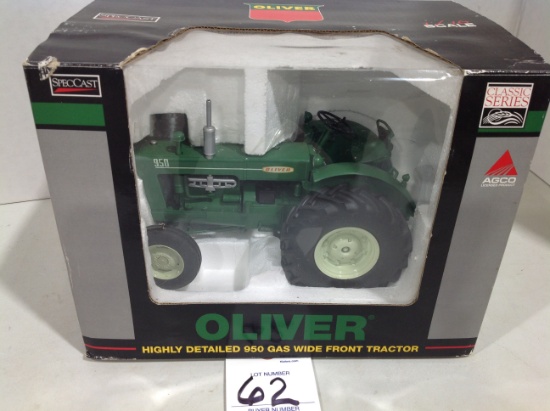 OLIVER
SCALE
SPECCAST
CLASSIC
SERIES
AGCO
950
OLIVER
OLIVER®
HIGHLY DETAILED 950 GAS WIDE FRONT TRACTOR
LOT NUMBER
62
BUYER NUMBER